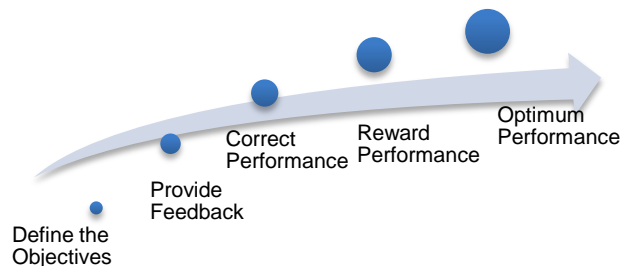 Define the
Objectives
Provide
Feedback
Correct
Performance
Reward
Performance
Optimum
Performance